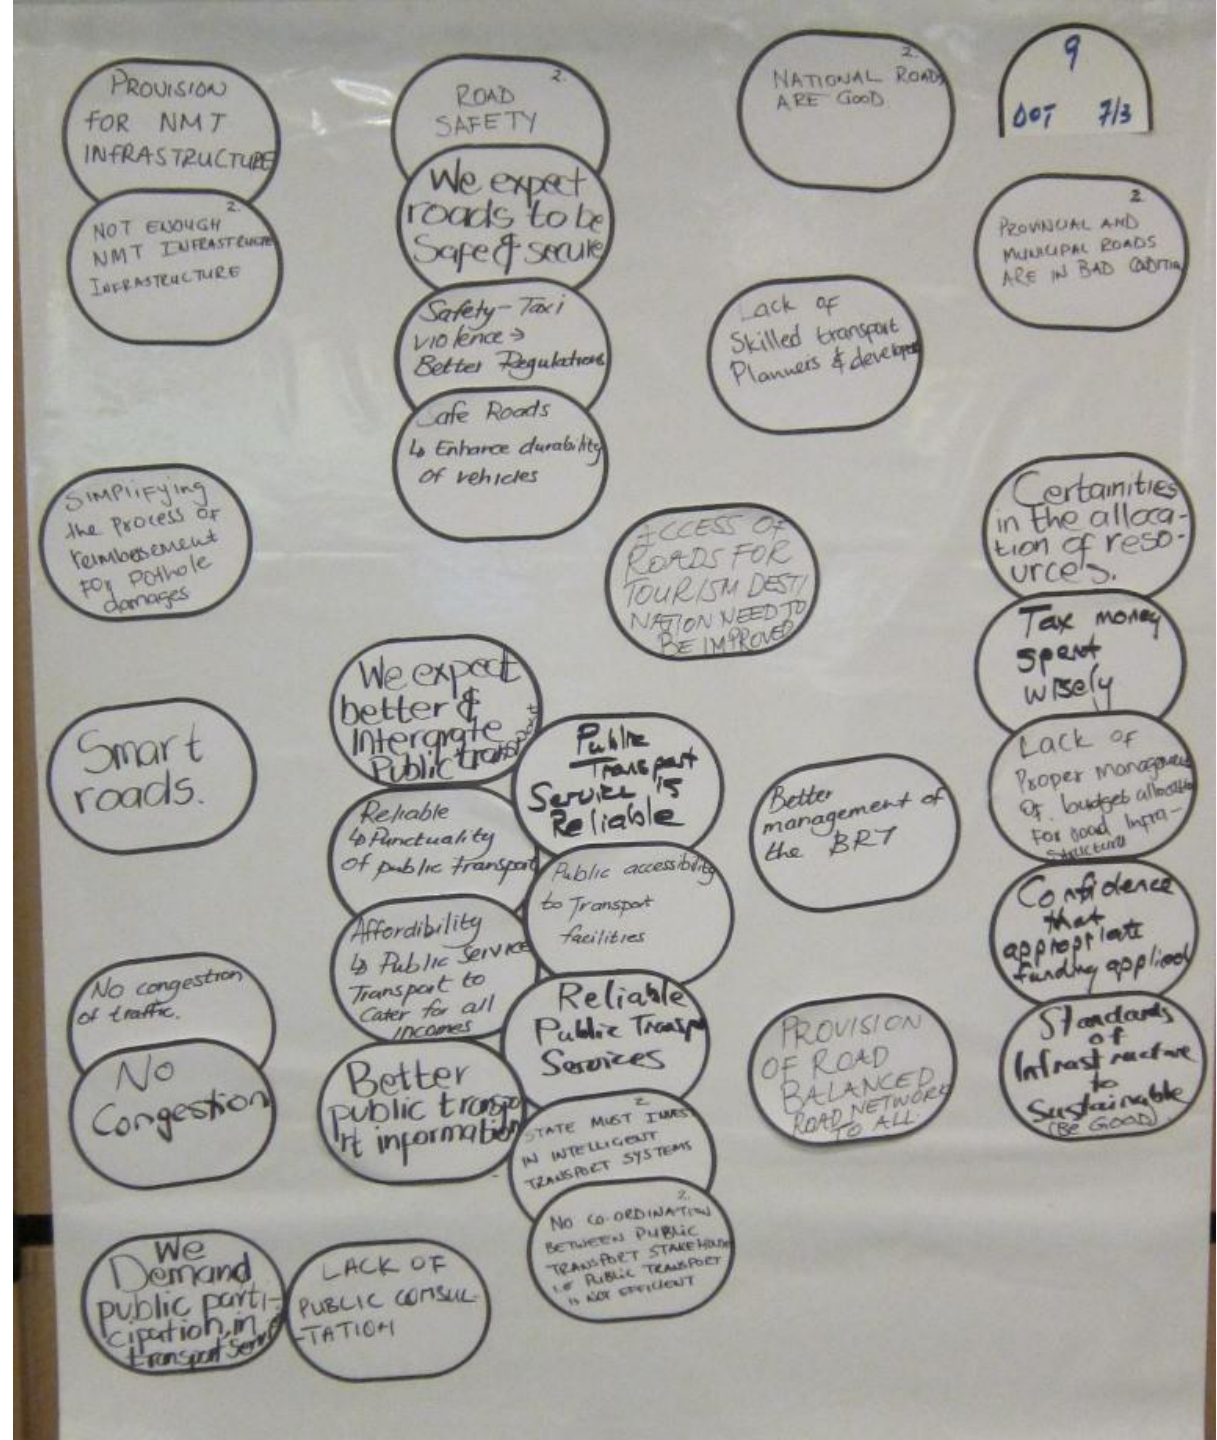 PROVISION
FOR NMT
INFRASTRUCTURE
2.
NOT ENOUGH
NMT INFRASTRUCTURE
INFRASTRUCTURE
2.
ROAD
SAFETY
We expect
roads to be
Safe & secure
Safety-Taxi
violence →
Better Regulations
Safe Roads
↳ Enhance durability
of vehicles
2.
NATIONAL ROADS
ARE GOOD
9
DOT 7/3
2
PROVINCIAL AND
MUNICIPAL ROADS
ARE IN BAD
Lack of
Skilled transport
Planners &
SIMPlifying
the Process of
reimbesement
For Pothole
damages
ACCESS OF
ROADS FOR
TOURISM DESTI
NATION NEED TO
BE IMPROVED
Certainities
in the alloca-
tion of reso-
urces.
Tax money
spent
wisely
Lack of
Proper
Of budget allocation
For Infra-
structure
Confidence
that
appropiate
funding applied
Standards
of
Infrastructure
to
Sustainable
(BE GOOD)
Smart
roads.
We expect
better &
Intergrate
Public transport
Reliable
↳ Punctuality
of public transport
Affordibility
↳ Public Service
Transport to
Cater for all
incomes
Better
public transpo
rt information
Public
Transport
Service is
Reliable
Public accessibility
to Transport
facilities
Reliable
Public Transp
Services
2
STATE MUST INVEST
IN INTELLIGENT
TRANSPORT SYSTEMS
2.
NO CO-ORDINATION
BETWEEN PUBLIC
TRANSPORT
I.E PUBLIC TRANSPORT
IS NOT EFFICIENT
Better
management of
the BRT
PROVISION
OF ROAD
BALANCED
ROAD NETWORK
TO ALL.
No congestion
of traffic.
No
Congestion
We
Demand
public parti-
cipation in
transport
LACK OF
PUBLIC CONSUL-
-TATION